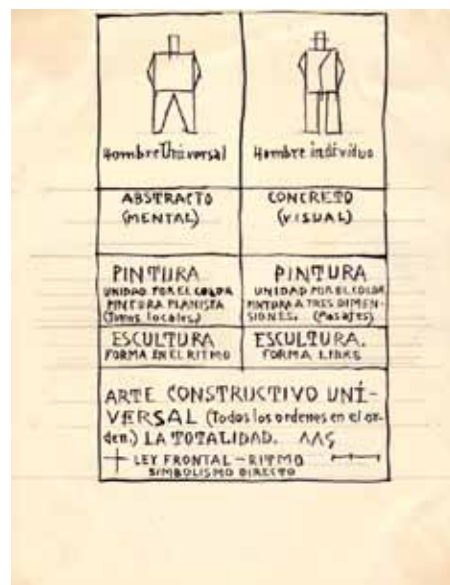 Hombre Universal
Hombre individuo
ABSTRACTO
(MENTAL)
CONCRETO
(VISUAL)
PINTURA
UNIDAD POR EL COLOR
PINTURA PLANISTA
(Tonos locales)
PINTURA
UNIDAD POR EL COLOR
PINTURA A TRES DIMEN-
SIONES. (Pasajes)
ESCULTURA
FORMA EN EL RITMO
ESCULTURA.
FORMA LIBRE
ARTE CONSTRUCTIVO UNI-
VERSAL (Todos los ordenes en el or-
den.) LA TOTALIDAD.
LEY FRONTAL – RITMO
SIMBOLISMO DIRECTO